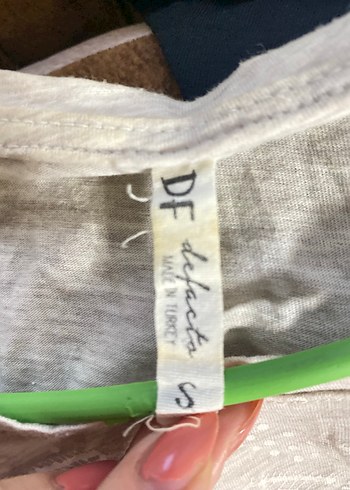 DF
defacto
MADE IN TURKEY
S